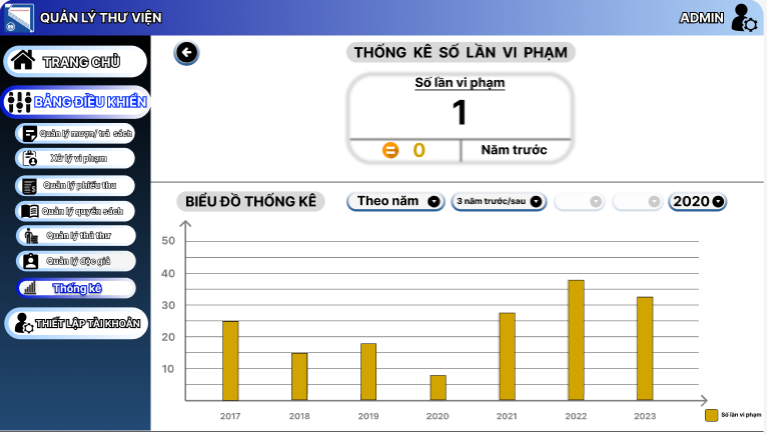 QUẢN LÝ THƯ VIỆN
ADMIN
TRANG CHỦ
BẢNG ĐIỀU KHIỂN
Quản lý mượn/ trả sách
Xử lý vi phạm
Quản lý phiếu thu
Quản lý quyển sách
Quản lý thủ thư
Quản lý độc giả
Thống kê
THIẾT LẬP TÀI KHOẢN
THỐNG KÊ SỐ LẦN VI PHẠM
Số lần vi phạm
1
0
Năm trước
BIỂU ĐỒ THỐNG KÊ
Theo năm
3 năm trước/sau
2020
50
40
30
20
10
2017 2018 2019 2020 2021 2022 2023
Số lần vi phạm